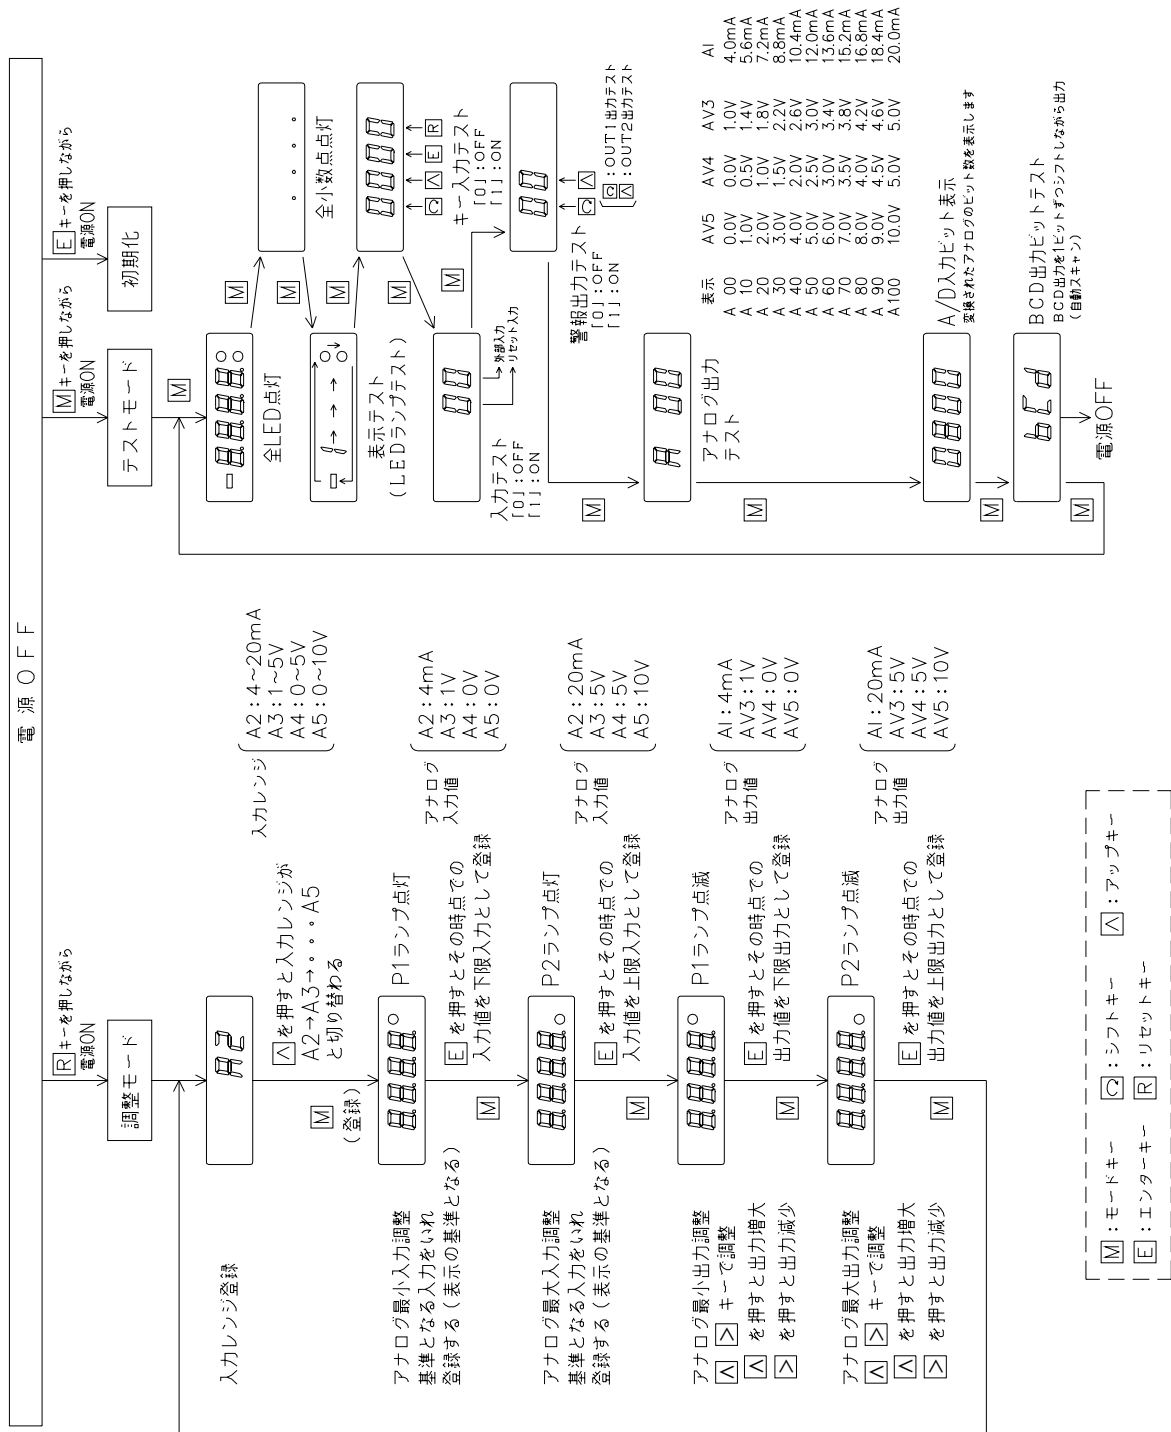 電源OFF
Rキーを押しながら
電源ON
調整モード
入力レンジ登録
A2
∧を押すと入力レンジが
A2→A3→・・・A5
と切り替わる
入力レンジ
A2:4~20mA
A3:1~5V
A4:0~5V
A5:0~10V
M
(登録)
アナログ最小入力調整
基準となる入力をいれ
登録する(表示の基準となる)
8.8.8.8.
P1ランプ点灯
Eを押すとその時点での
入力値を下限入力として登録
アナログ
入力値
A2:4mA
A3:1V
A4:0V
A5:0V
M
アナログ最大入力調整
基準となる入力をいれ
登録する(表示の基準となる)
8.8.8.8.
P2ランプ点灯
Eを押すとその時点での
入力値を上限入力として登録
アナログ
入力値
A2:20mA
A3:5V
A4:5V
A5:10V
M
アナログ最小出力調整
∧ > キーで調整
∧ を押すと出力増大
> を押すと出力減少
8.8.8.8.
P1ランプ点滅
Eを押すとその時点での
出力値を下限出力として登録
アナログ
出力値
AI:4mA
AV3:1V
AV4:0V
AV5:0V
M
アナログ最大出力調整
∧ > キーで調整
∧ を押すと出力増大
> を押すと出力減少
8.8.8.8.
P2ランプ点滅
Eを押すとその時点での
出力値を上限出力として登録
アナログ
出力値
AI:20mA
AV3:5V
AV4:5V
AV5:10V
M
M:モードキー
:シフトキー
∧:アップキー
E:エンターキー
R:リセットキー
Mキーを押しながら
電源ON
テストモード
M
Eキーを押しながら
電源ON
初期化
-8.8.8.8.
全LED点灯
M
全小数点点灯
M
表示テスト
(LEDランプテスト)
M
0000
E
R
キー入力テスト
「0」:OFF
「1」:ON
M
00
外部入力
リセット入力
入力テスト
「0」:OFF
「1」:ON
M
00
:OUT1出力テスト
∧:OUT2出力テスト
警報出力テスト
「0」:OFF
「1」:ON
M
A 00
アナログ出力
テスト
M
表示 AV5 AV4 AV3 AI
A 00 0.0V 0.0V 1.0V 4.0mA
A 10 1.0V 0.5V 1.4V 5.6mA
A 20 2.0V 1.0V 1.8V 7.2mA
A 30 3.0V 1.5V 2.2V 8.8mA
A 40 4.0V 2.0V 2.6V 10.4mA
A 50 5.0V 2.5V 3.0V 12.0mA
A 60 6.0V 3.0V 3.4V 13.6mA
A 70 7.0V 3.5V 3.8V 15.2mA
A 80 8.0V 4.0V 4.2V 16.8mA
A 90 9.0V 4.5V 4.6V 18.4mA
A100 10.0V 5.0V 5.0V 20.0mA
0000
A/D入力ビット表示
変換されたアナログのビット数を表示します
M
bCd
BCD出力ビットテスト
BCD出力を1ビットずつシフトしながら出力
(自動スキャン)
M
電源OFF